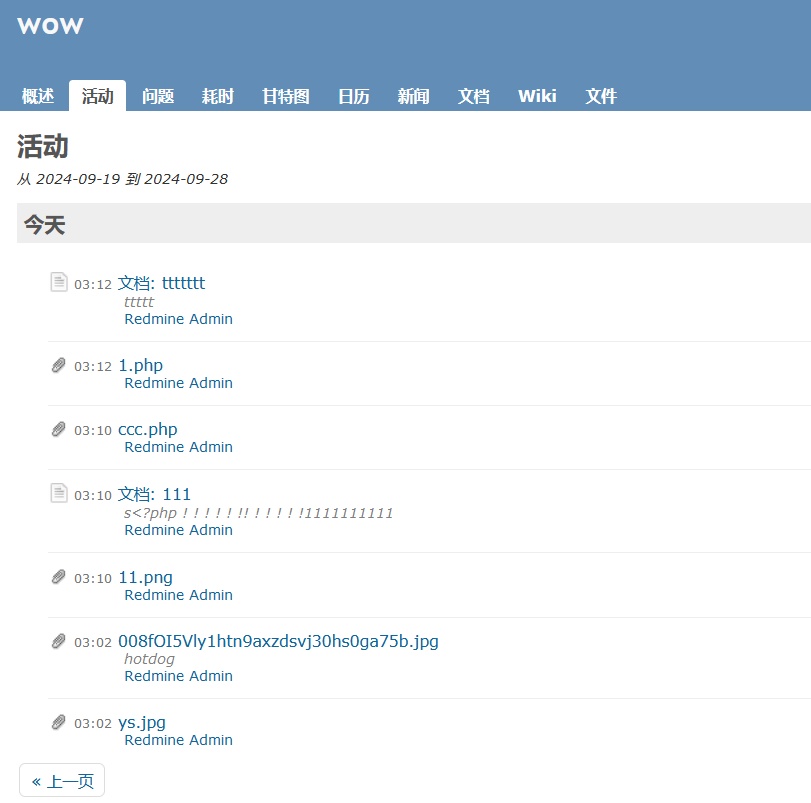 wow
概述 活动 问题 耗时 甘特图 日历 新闻 文档 Wiki 文件
活动
从 2024-09-19 到 2024-09-28
今天
03:12 文档: ttttttt
ttttt
Redmine Admin
03:12 1.php
Redmine Admin
03:10 ccc.php
Redmine Admin
03:10 文档: 111
s<?php ! ! ! ! ! !! ! ! ! ! !1111111111
Redmine Admin
03:10 11.png
Redmine Admin
03:02 008fOI5Vly1htn9axzdsvj30hs0ga75b.jpg
hotdog
Redmine Admin
03:02 ys.jpg
Redmine Admin
« 上一页